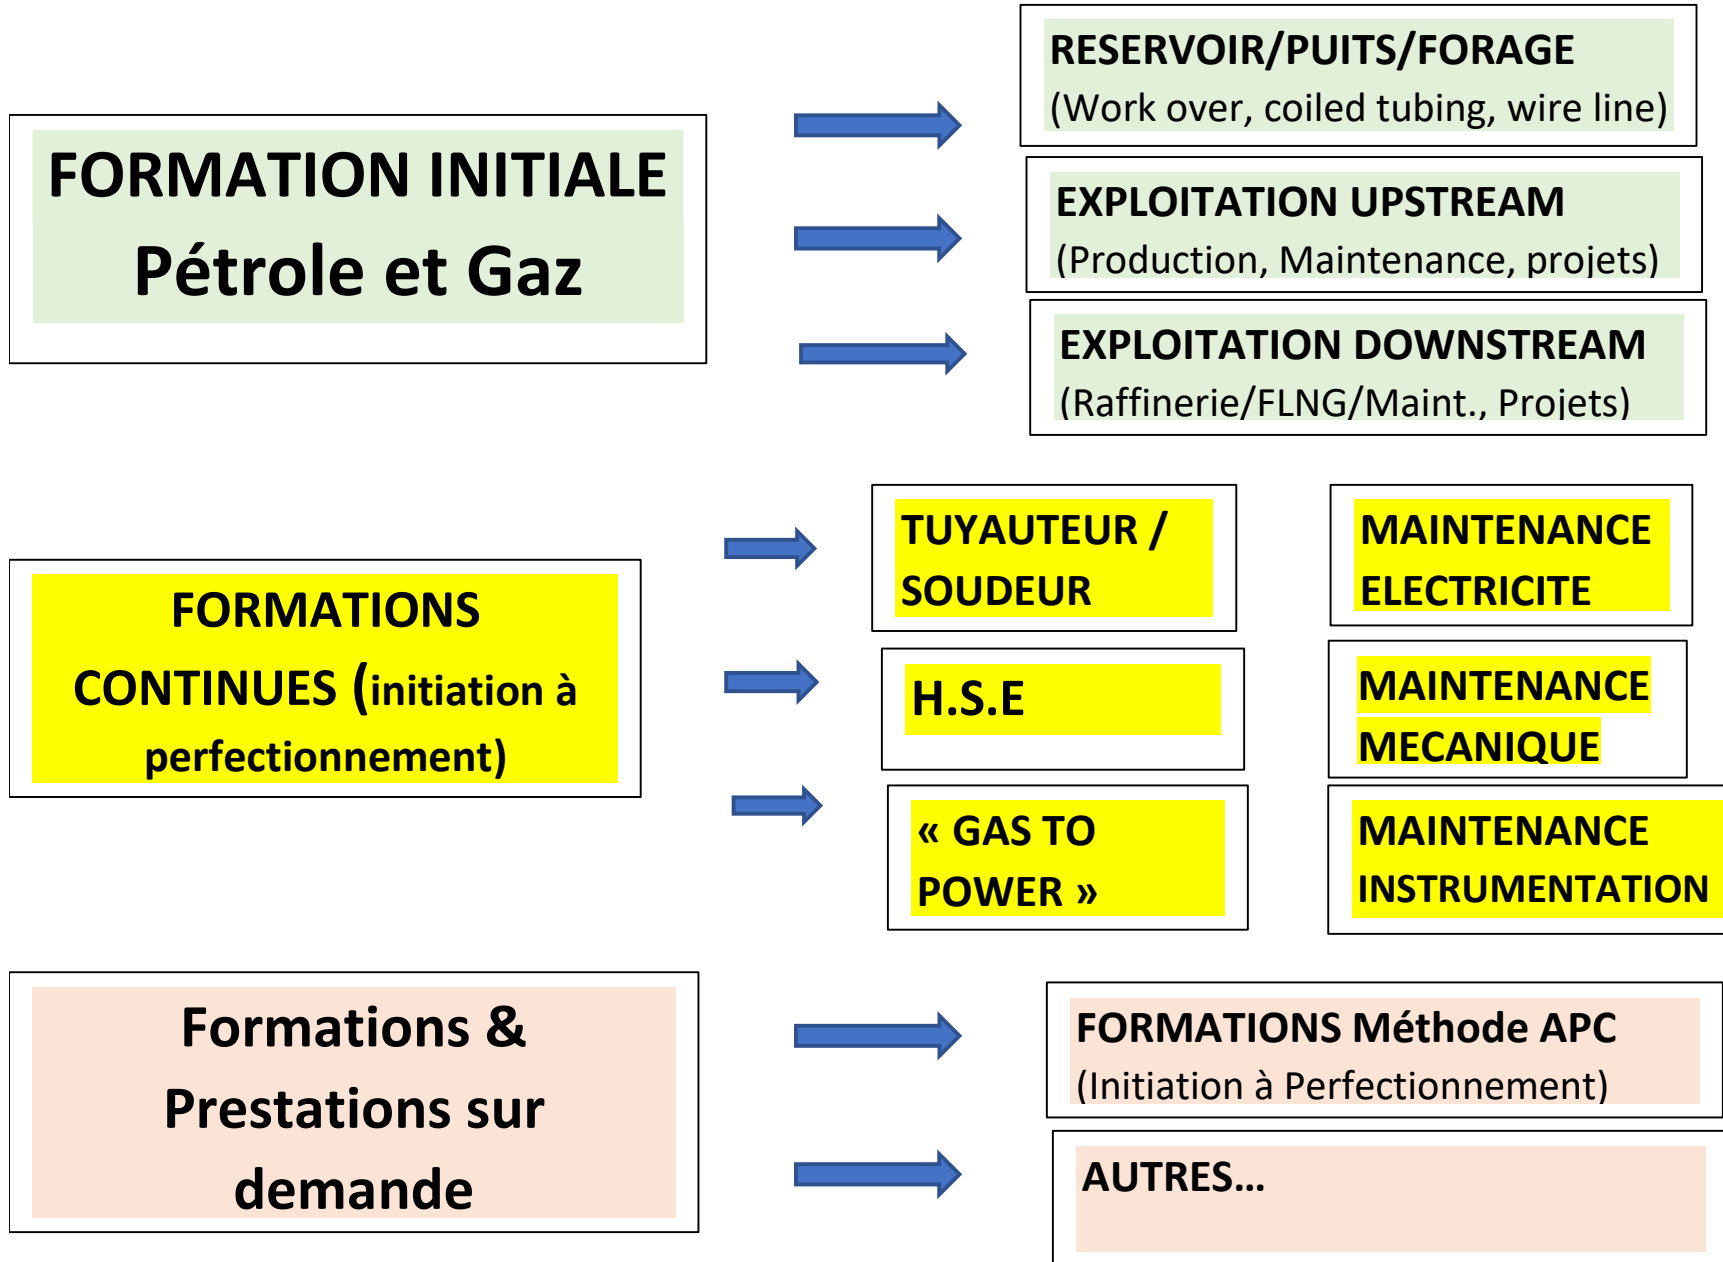 FORMATION INITIALE
Pétrole et Gaz
RESERVOIR/PUITS/FORAGE
(Work over, coiled tubing, wire line)
EXPLOITATION UPSTREAM
(Production, Maintenance, projets)
EXPLOITATION DOWNSTREAM
(Raffinerie/FLNG/Maint., Projets)
FORMATIONS
CONTINUES (initiation à
perfectionnement)
TUYAUTEUR /
SOUDEUR
MAINTENANCE
ELECTRICITE
H.S.E
MAINTENANCE
MECANIQUE
« GAS TO
POWER »
MAINTENANCE
INSTRUMENTATION
Formations &
Prestations sur
demande
FORMATIONS Méthode APC
(Initiation à Perfectionnement)
AUTRES...